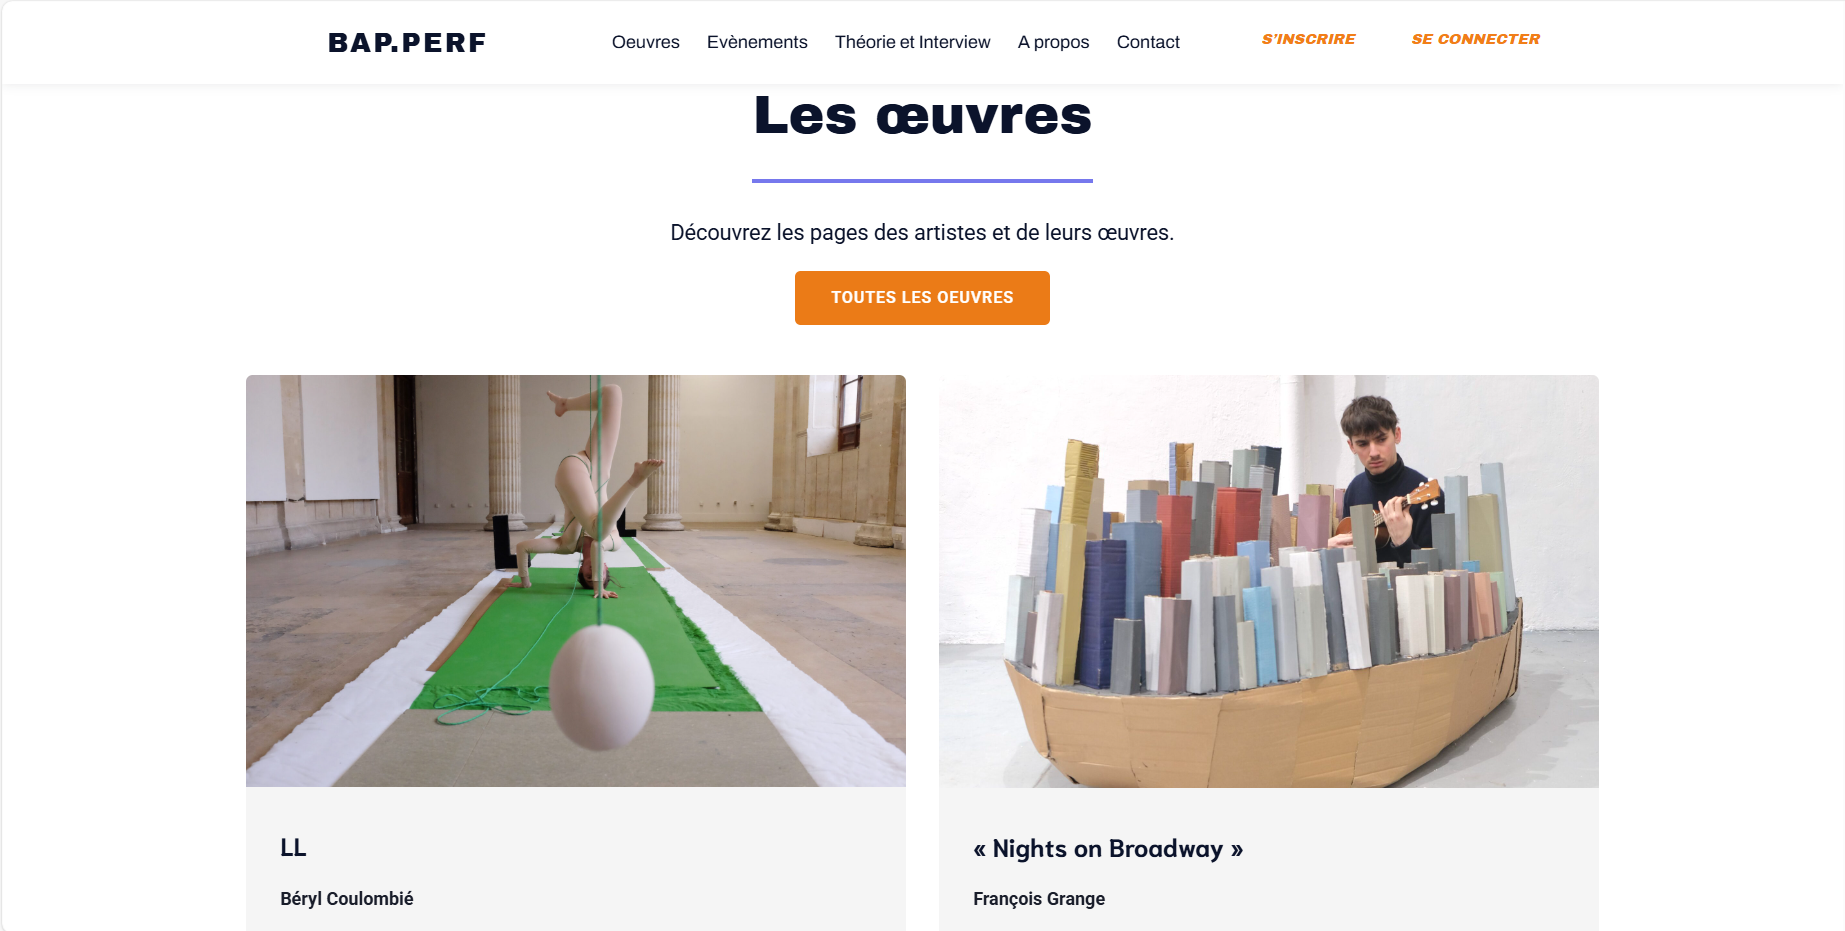 BAP.PERF
Oeuvres Evènements Théorie et Interview A propos Contact
S'INSCRIRE SE CONNECTER
Les œuvres
Découvrez les pages des artistes et de leurs œuvres.
TOUTES LES OEUVRES
LL
Béryl Coulombié
« Nights on Broadway »
François Grange